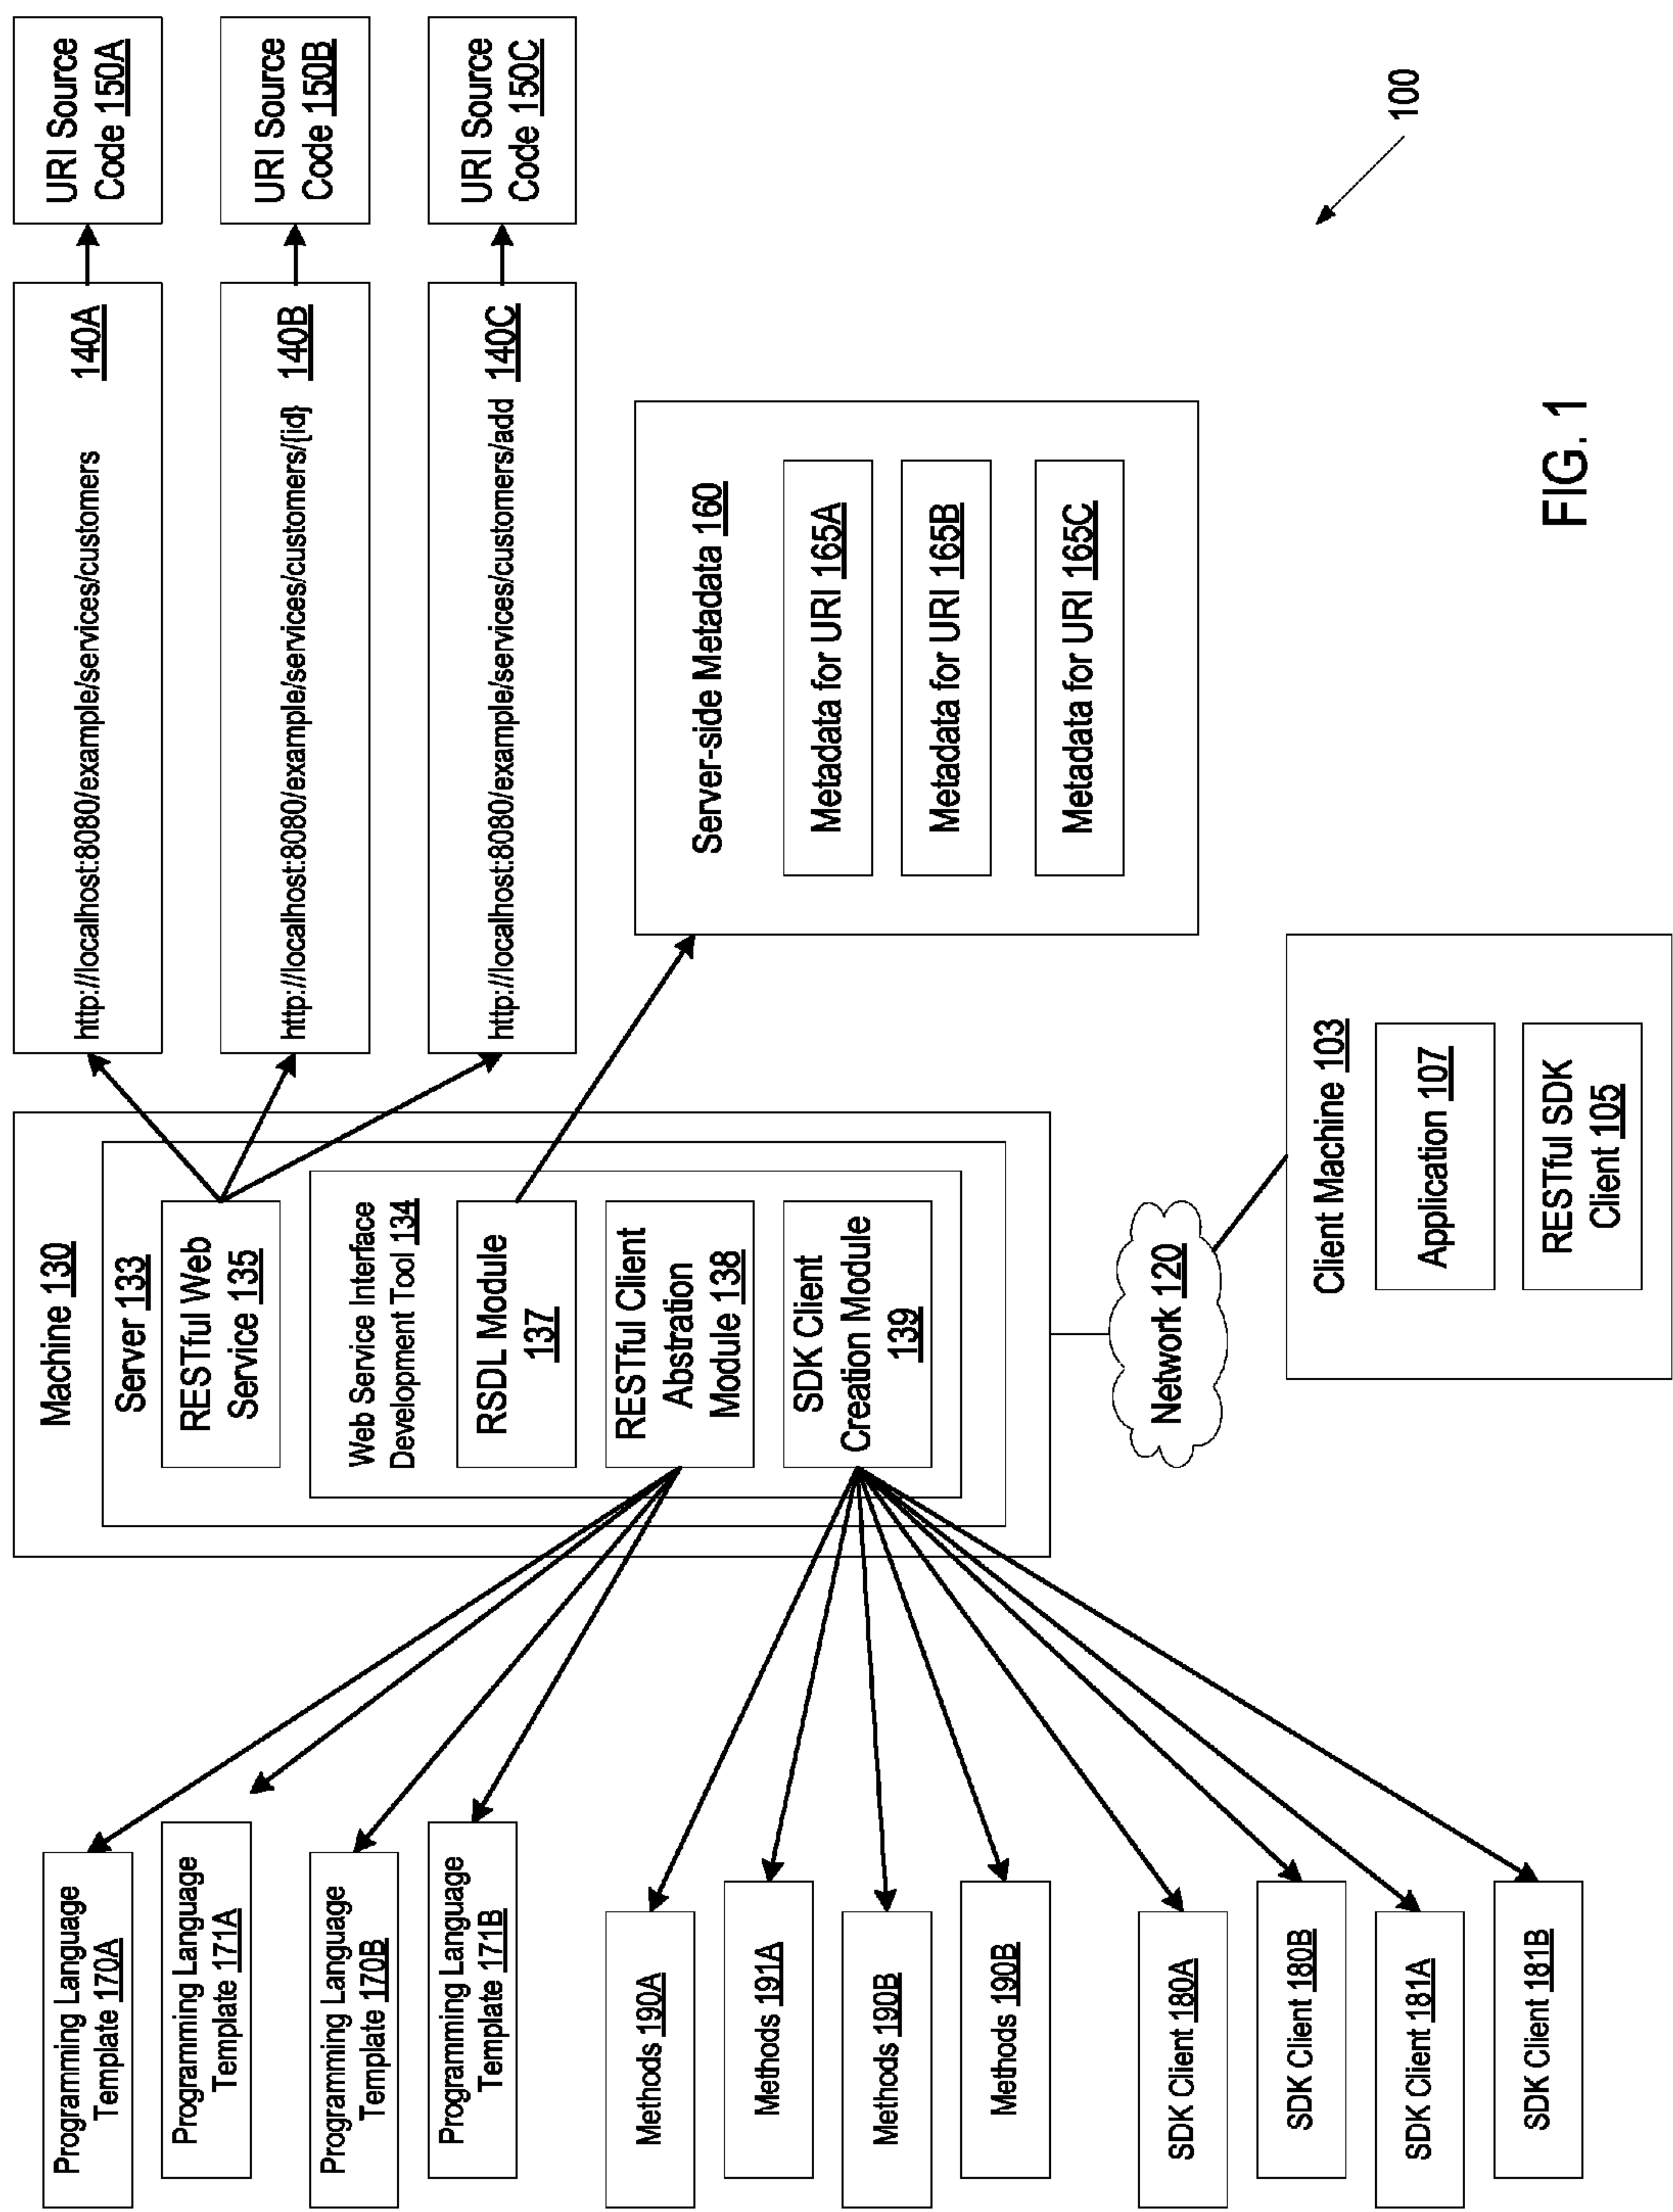 Programming Language
Template 170A
Programming Language
Template 171A
Programming Language
Template 170B
Programming Language
Template 171B
Methods 190A
Methods 191A
Methods 190B
Methods 190B
SDK Client 180A
SDK Client 180B
SDK Client 181A
SDK Client 181B
Machine 130
Server 133
RESTful Web
Service 135
Web Service Interface
Development Tool 134
RSDL Module
137
RESTful Client
Abstration
Module 138
SDK Client
Creation Module
139
Network 120
Client Machine 103
Application 107
RESTful SDK
Client 105
http://localhost:8080/example/services/customers 140A
http://localhost:8080/example/services/customers/{id} 140B
http://localhost:8080/example/services/customers/add 140C
URI Source
Code 150A
URI Source
Code 150B
URI Source
Code 150C
Server-side Metadata 160
Metadata for URI 165A
Metadata for URI 165B
Metadata for URI 165C
100
FIG. 1